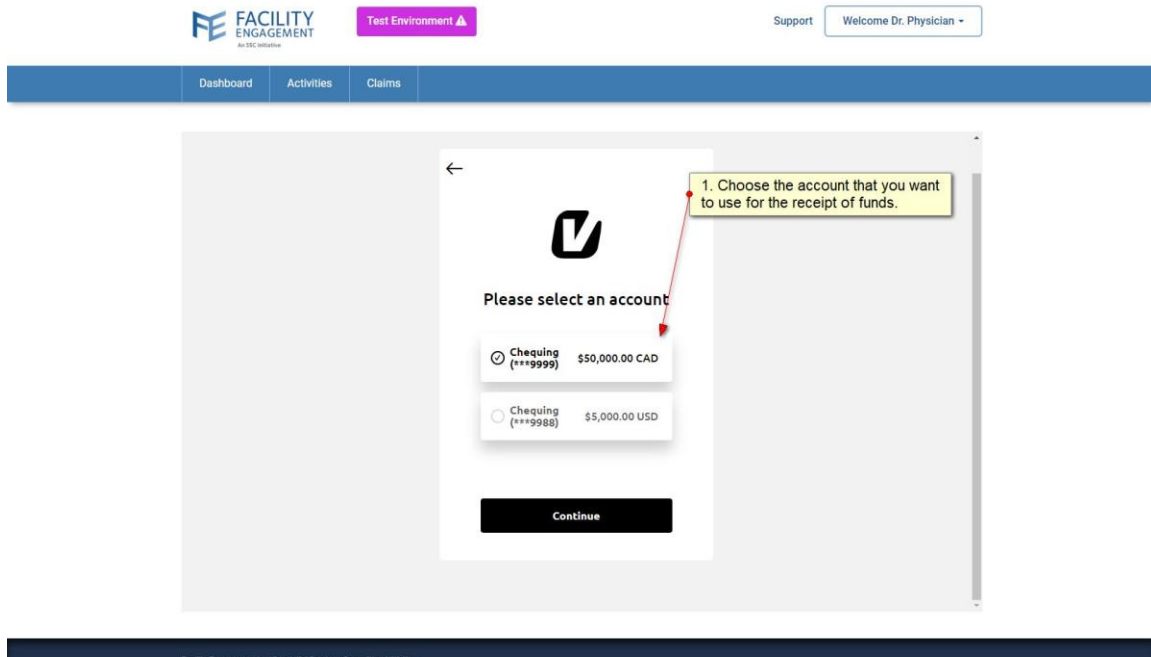 FACILITY
ENGAGEMENT
An SSC Initiative
Test Environment
Support
Welcome Dr. Physician
Dashboard
Activities
Claims
1. Choose the account that you want
to use for the receipt of funds.
Please select an account
Chequing
(***9999)
$50,000.00 CAD
Chequing
(***9988)
$5,000.00 USD
Continue